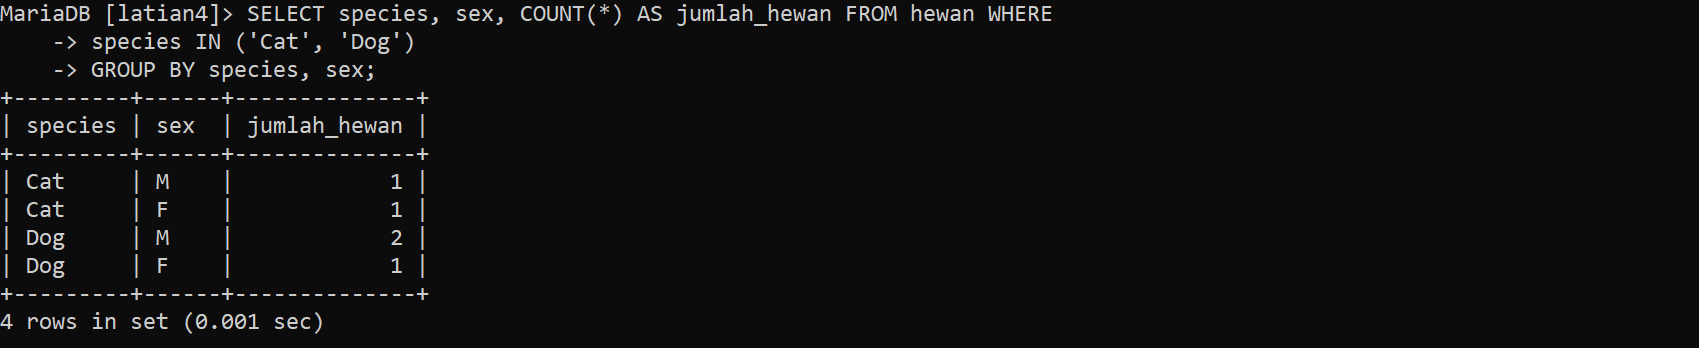 MariaDB [latian4]> SELECT species, sex, COUNT(*) AS jumlah_hewan FROM hewan WHERE
    -> species IN ('Cat', 'Dog')
    -> GROUP BY species, sex;
+---------+------+--------------+
| species | sex  | jumlah_hewan |
+---------+------+--------------+
| Cat     | M    |            1 |
| Cat     | F    |            1 |
| Dog     | M    |            2 |
| Dog     | F    |            1 |
+---------+------+--------------+
4 rows in set (0.001 sec)